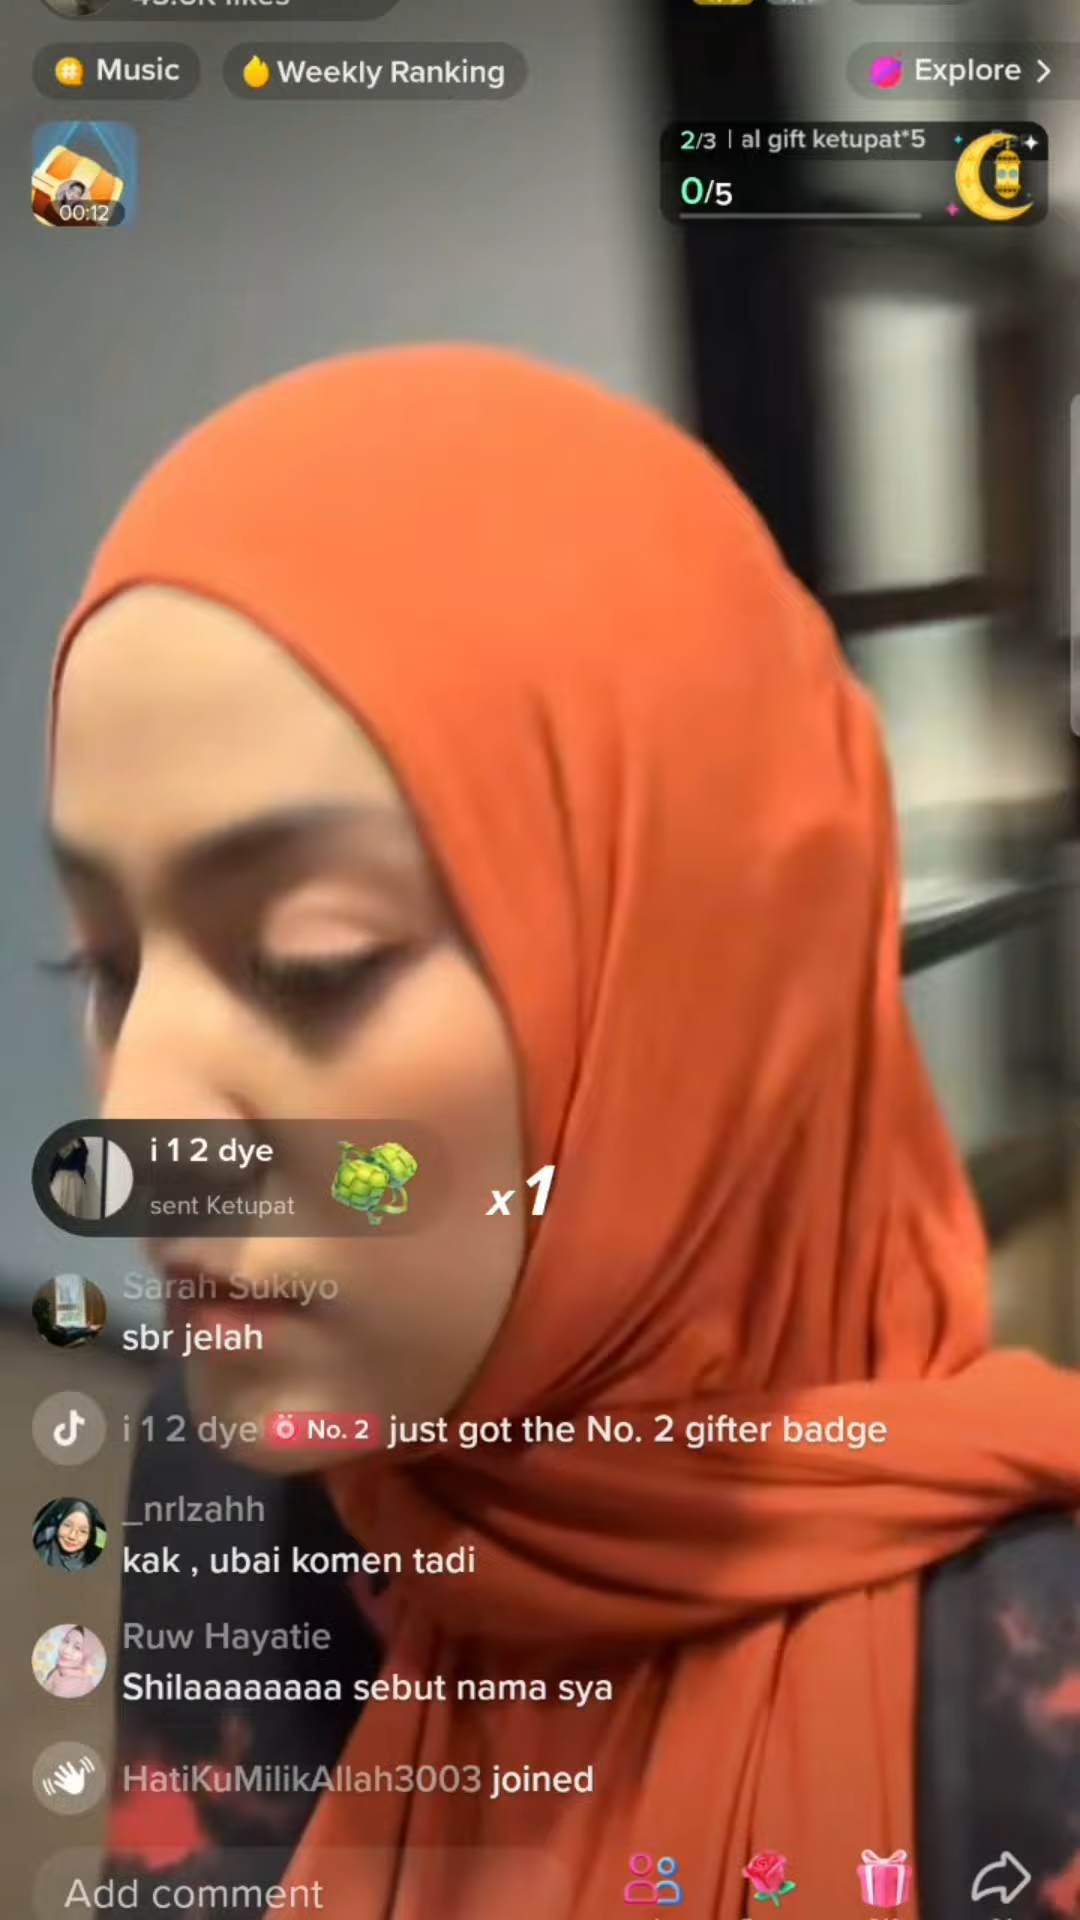 Music
Weekly Ranking
Explore >
2/3 | al gift ketupat*5
0/5
00:12
i 1 2 dye
sent Ketupat
x 1
Sarah Sukiyo
sbr jelah
i 1 2 dye No. 2 just got the No. 2 gifter badge
_nrlzahh
kak , ubai komen tadi
Ruw Hayatie
Shilaaaaaaaa sebut nama sya
HatiKuMilikAllah3003 joined
Add comment